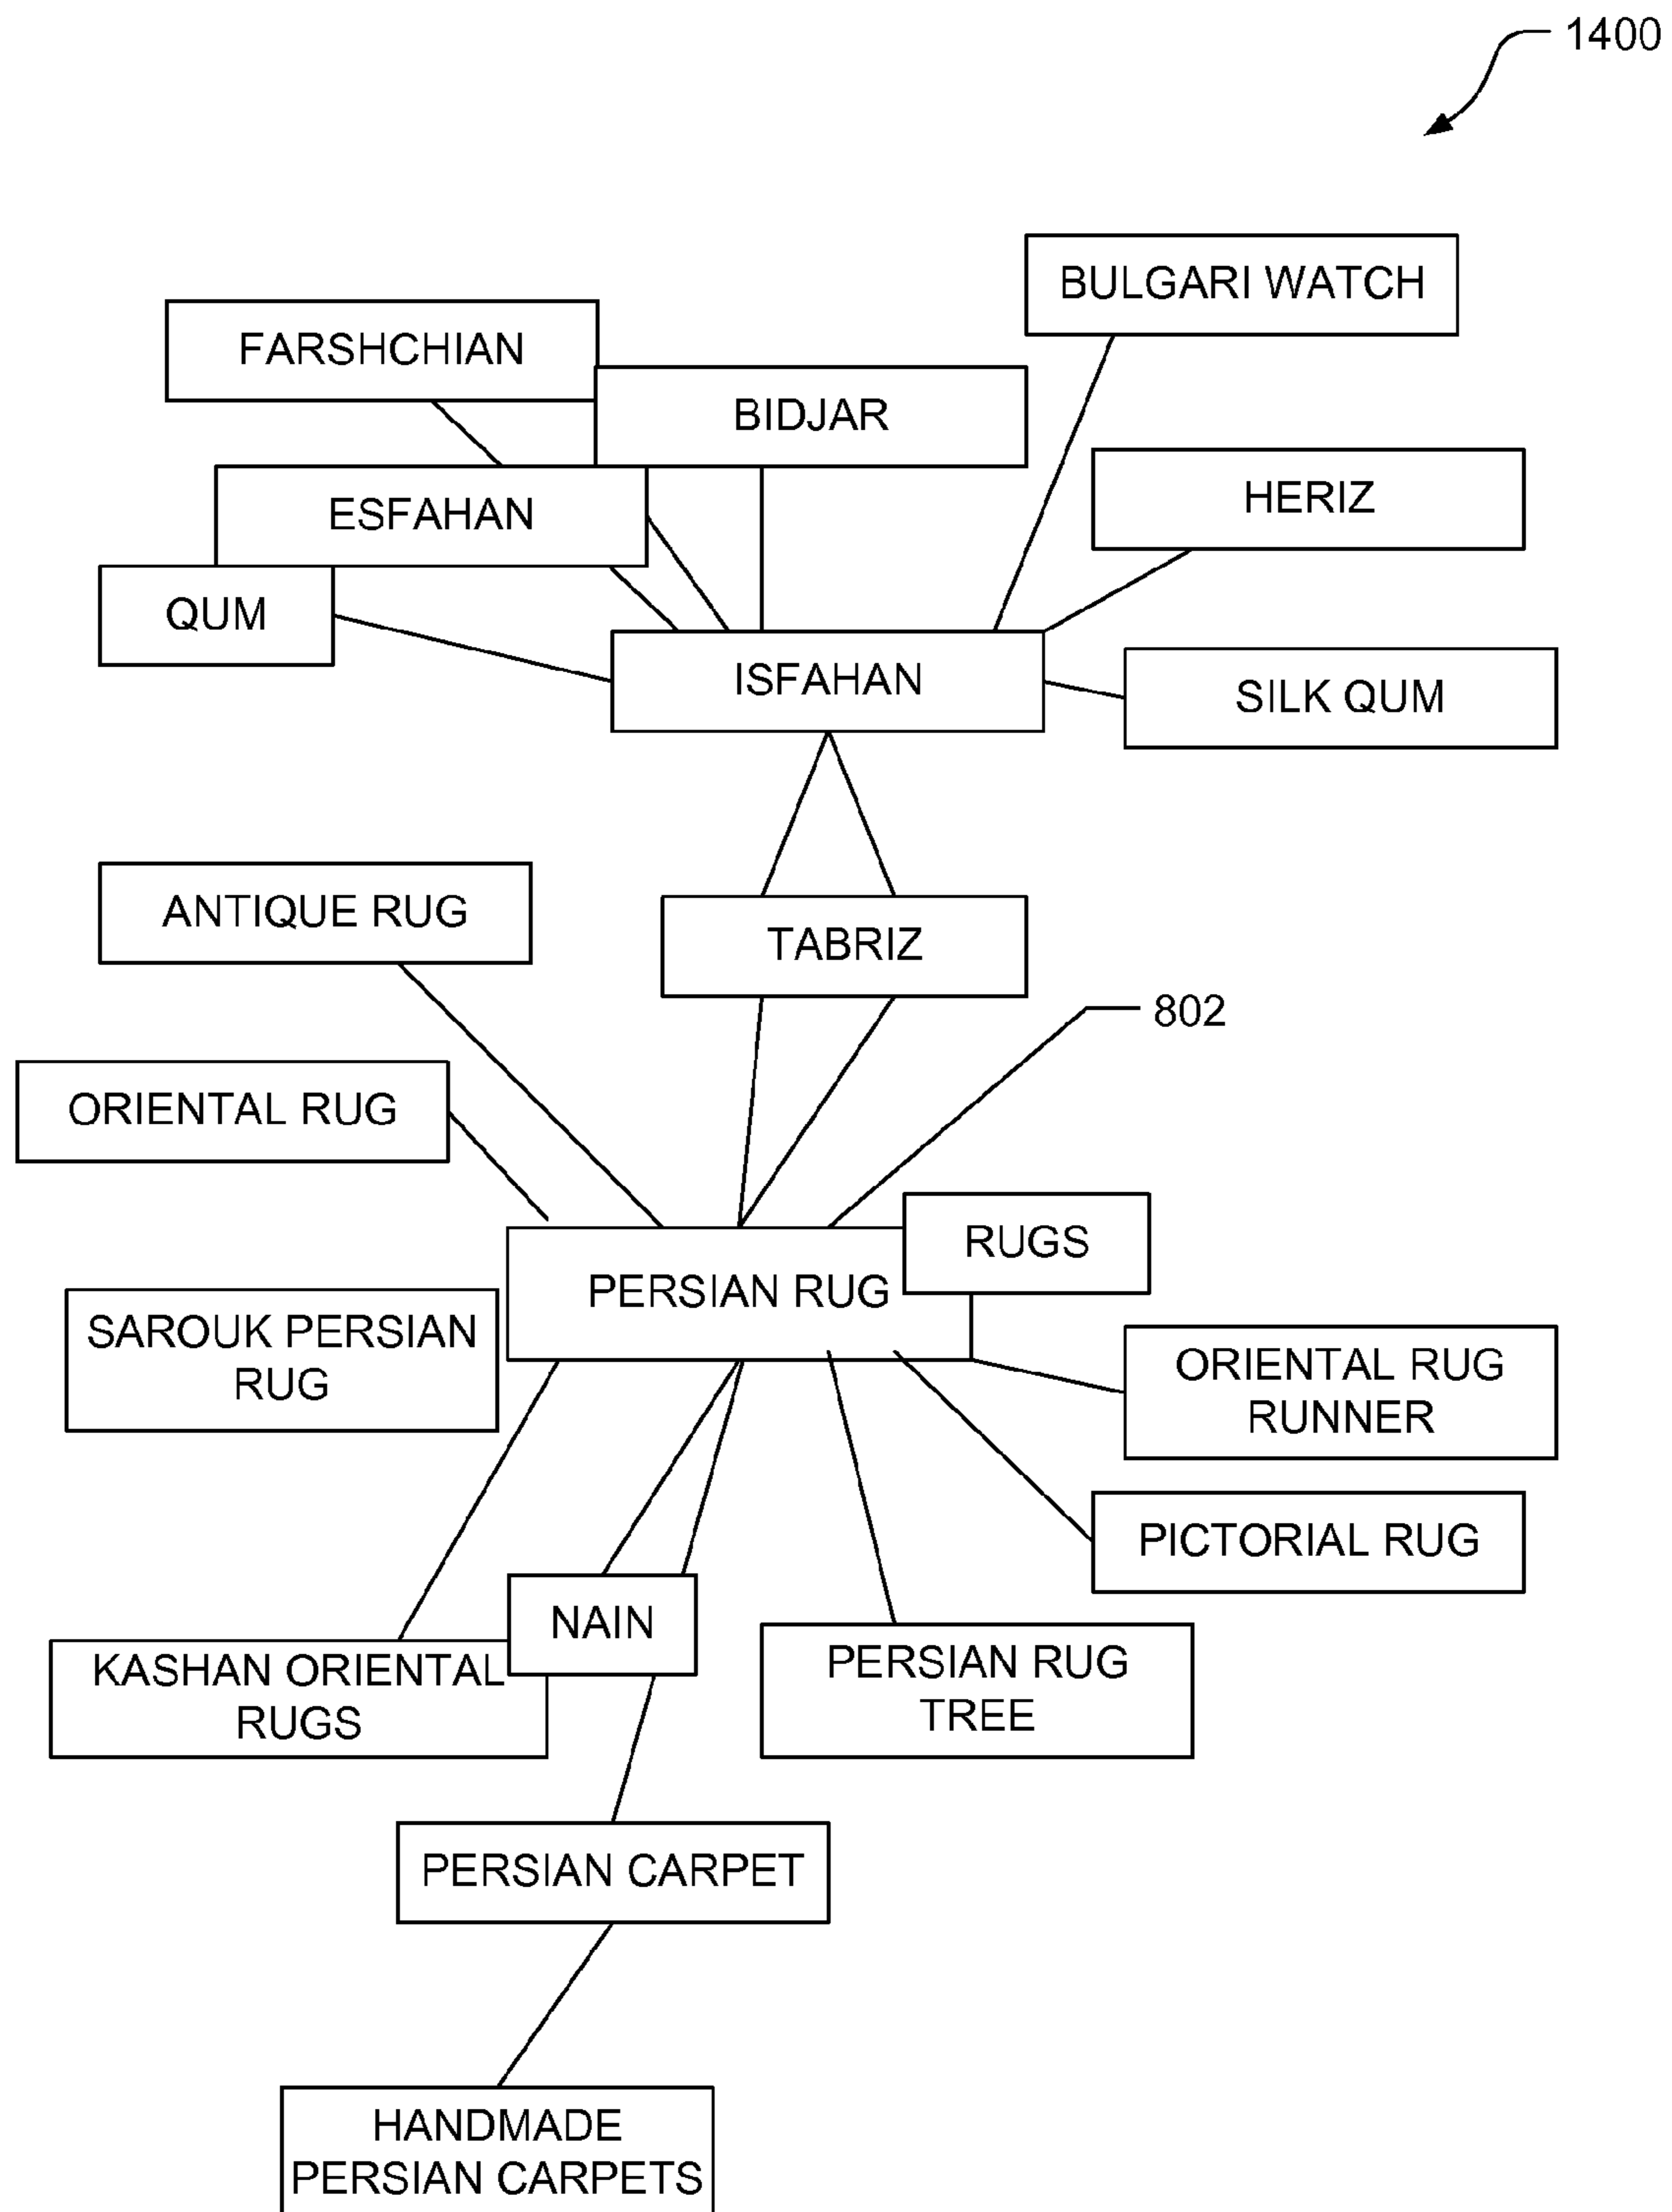 1400
BULGARI WATCH
FARSHCHIAN
BIDJAR
HERIZ
ESFAHAN
QUM
ISFAHAN
SILK QUM
ANTIQUE RUG
TABRIZ
802
ORIENTAL RUG
RUGS
PERSIAN RUG
SAROUK PERSIAN
RUG
ORIENTAL RUG
RUNNER
PICTORIAL RUG
NAIN
KASHAN ORIENTAL
RUGS
PERSIAN RUG
TREE
PERSIAN CARPET
HANDMADE
PERSIAN CARPETS